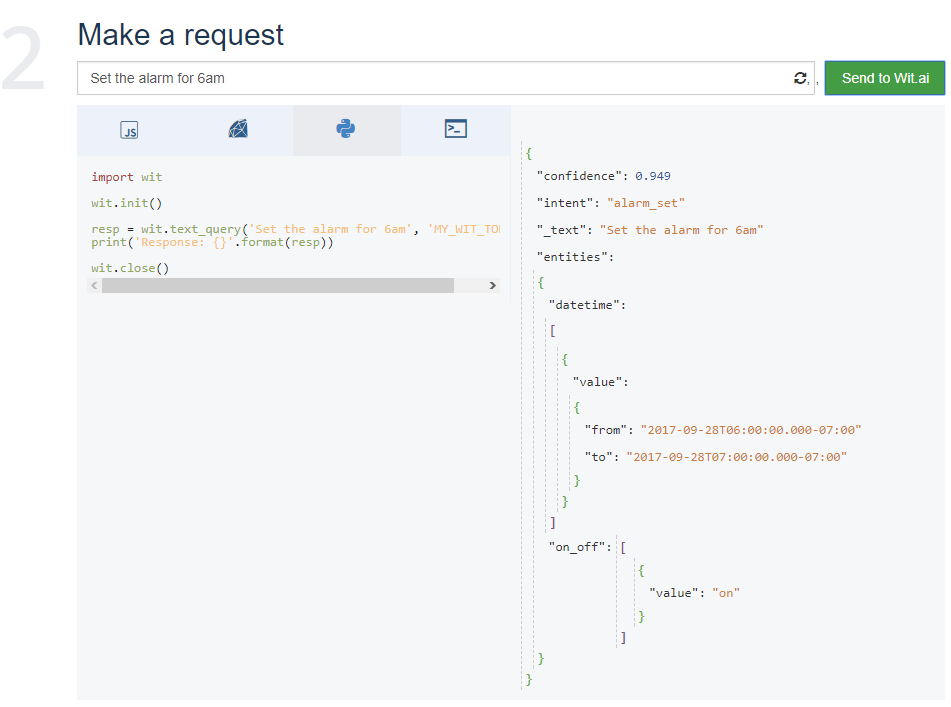 2
Make a request
Set the alarm for 6am
, ,
Send to Wit.ai
JS
>_
import wit
wit.init()
resp = wit.text_query('Set the alarm for 6am', 'MY_WIT_TO
print('Response: {}'.format(resp))
wit.close()
{
"confidence": 0.949
"intent": "alarm_set"
"_text": "Set the alarm for 6am"
"entities":
{
"datetime":
[
{
"value":
{
"from": "2017-09-28T06:00:00.000-07:00"
"to": "2017-09-28T07:00:00.000-07:00"
}
}
]
"on_off": [
{
"value": "on"
}
]
}
}